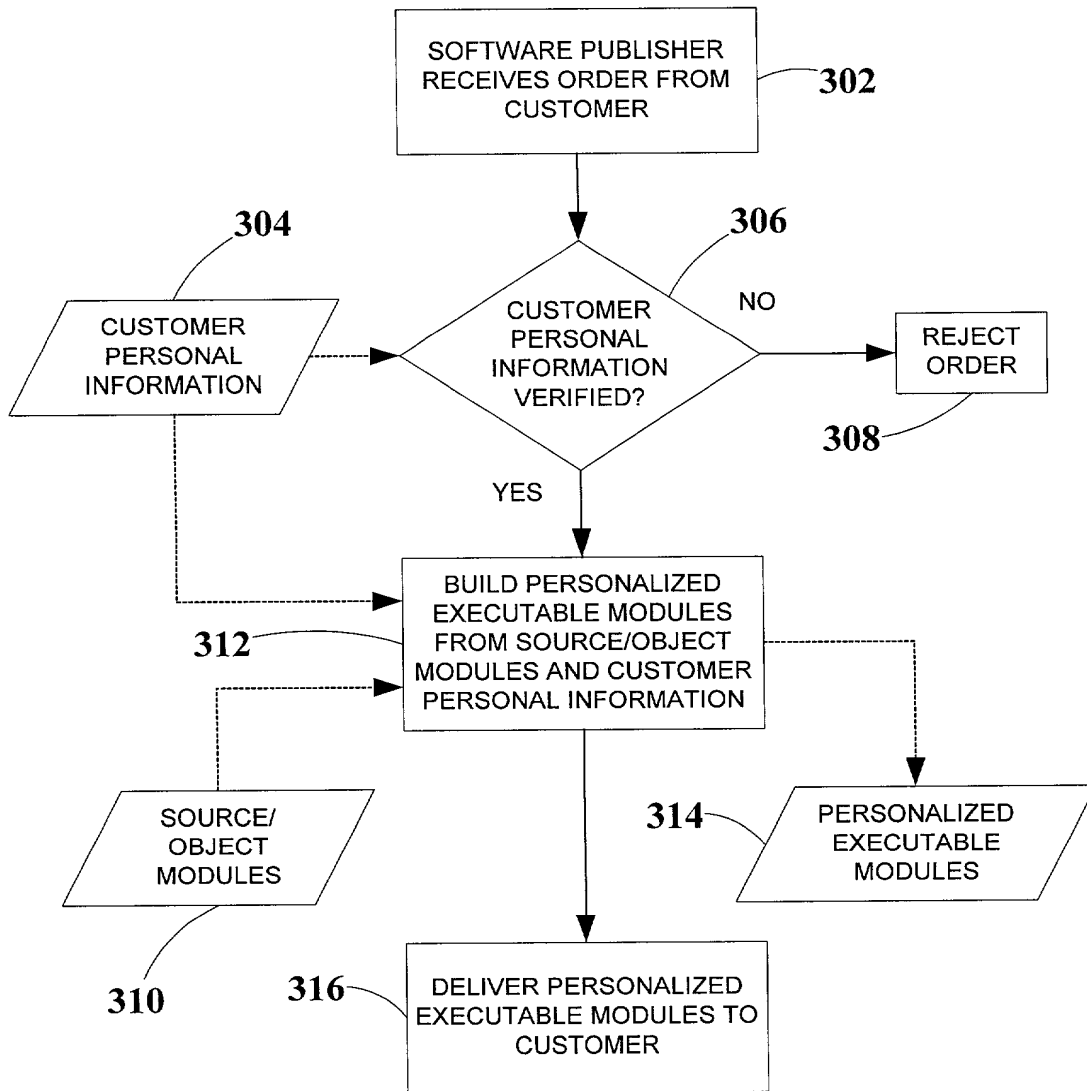 SOFTWARE PUBLISHER
RECEIVES ORDER FROM
CUSTOMER
302
304
306
CUSTOMER
PERSONAL
INFORMATION
CUSTOMER
PERSONAL
INFORMATION
VERIFIED?
NO
REJECT
ORDER
308
YES
312
BUILD PERSONALIZED
EXECUTABLE MODULES
FROM SOURCE/OBJECT
MODULES AND CUSTOMER
PERSONAL INFORMATION
SOURCE/
OBJECT
MODULES
310
314
PERSONALIZED
EXECUTABLE
MODULES
316
DELIVER PERSONALIZED
EXECUTABLE MODULES TO
CUSTOMER